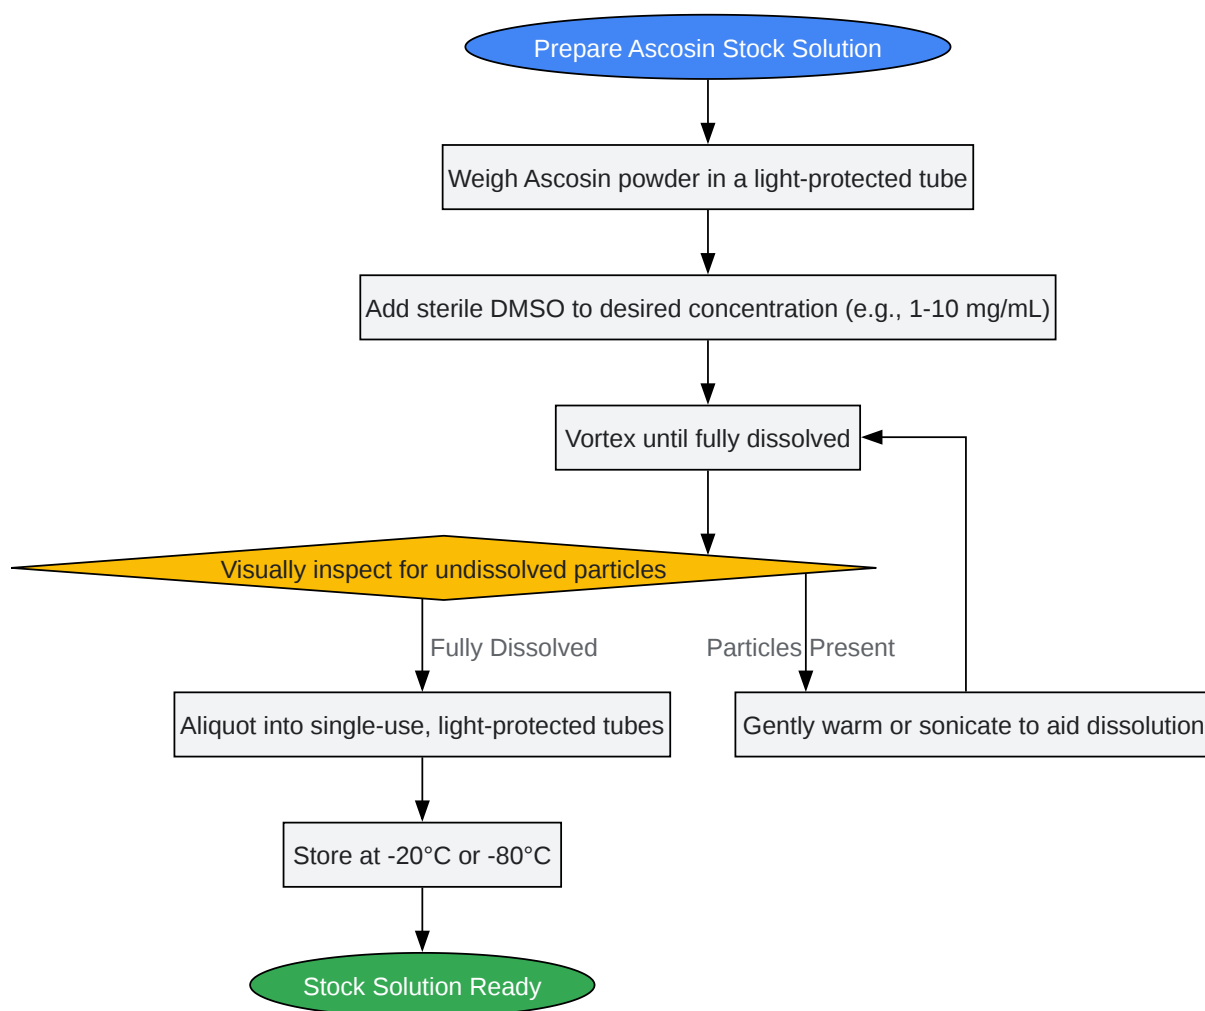 Prepare Ascosin Stock Solution
Weigh Ascosin powder in a light-protected tube
Add sterile DMSO to desired concentration (e.g., 1-10 mg/mL)
Vortex until fully dissolved
Visually inspect for undissolved particles
Fully Dissolved
Particles Present
Aliquot into single-use, light-protected tubes
Gently warm or sonicate to aid dissolution
Store at -20°C or -80°C
Stock Solution Ready